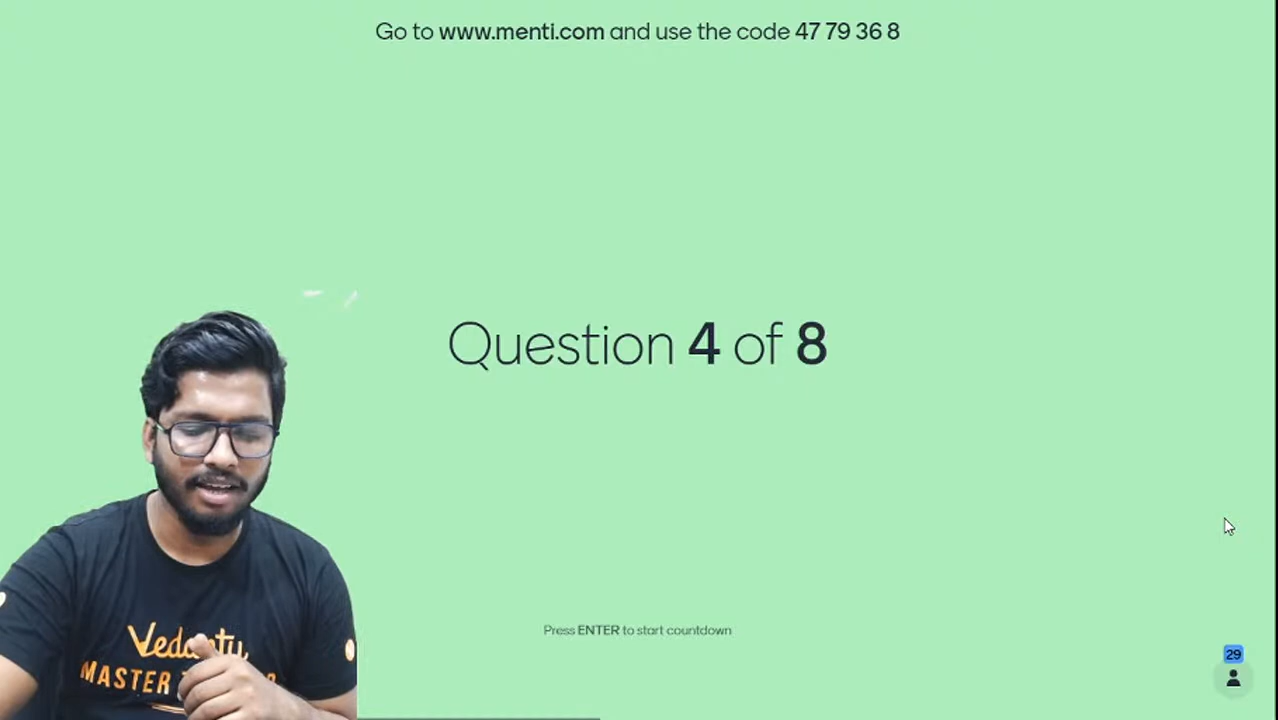 Go to www.menti.com and use the code 47 79 36 8
Question 4 of 8
Press ENTER to start countdown
29
MASTER